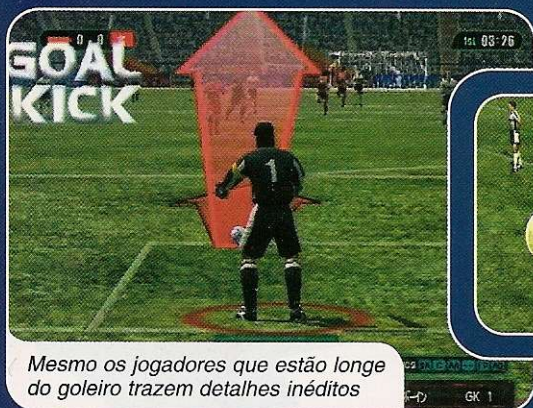 GOAL
KICK
0 0
1st 03:26
1
Mesmo os jogadores que estão longe
do goleiro trazem detalhes inéditos
GK 1